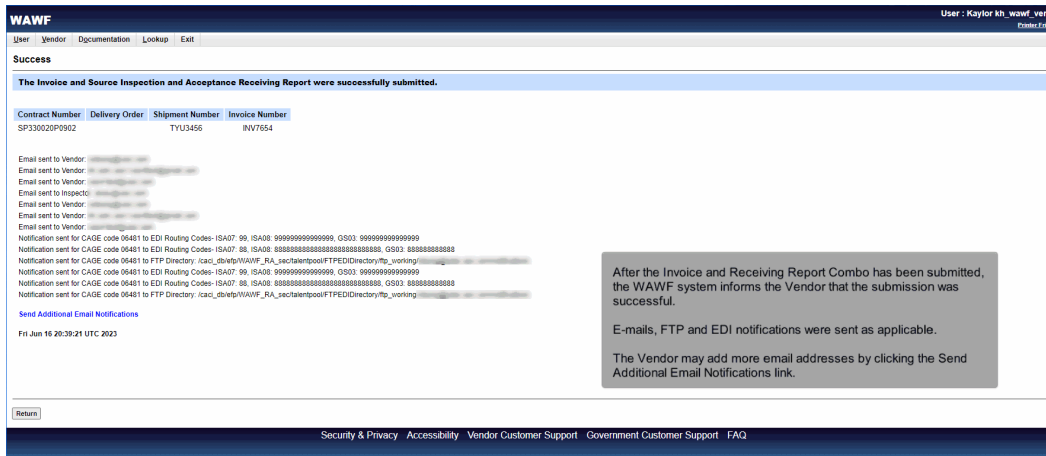 User : Kaylor kh_wawf_ver
WAWF
Printer Fri
User Vendor Documentation Lookup Exit
Success
The Invoice and Source Inspection and Acceptance Receiving Report were successfully submitted.
Contract Number Delivery Order Shipment Number Invoice Number
SP330020P0902 TYU3456 INV7654
Email sent to Vendor:
Email sent to Vendor:
Email sent to Vendor:
Email sent to Inspecto
Email sent to Vendor:
Email sent to Vendor:
Email sent to Vendor:
Notification sent for CAGE code 06481 to EDI Routing Codes- ISA07: 99, ISA08: 999999999999999, GS03: 999999999999999
Notification sent for CAGE code 06481 to EDI Routing Codes- ISA07: 88, ISA08: , GS03: 888888888888
Notification sent for CAGE code 06481 to FTP Directory: /caci_db/efp/WAWF_RA_sec/talentpool/FTPEDIDirectory/ftp_working/
Notification sent for CAGE code 06481 to EDI Routing Codes- ISA07: 99, ISA08: 999999999999999, GS03: 999999999999999
Notification sent for CAGE code 06481 to EDI Routing Codes- ISA07: 88, ISA08: , GS03: 888888888888
Notification sent for CAGE code 06481 to FTP Directory: /caci_db/efp/WAWF_RA_sec/talentpool/FTPEDIDirectory/ftp_working
Send Additional Email Notifications
Fri Jun 16 20:39:21 UTC 2023
After the Invoice and Receiving Report Combo has been submitted,
the WAWF system informs the Vendor that the submission was
successful.
E-mails, FTP and EDI notifications were sent as applicable.
The Vendor may add more email addresses by clicking the Send
Additional Email Notifications link.
Return
Security & Privacy Accessibility Vendor Customer Support Government Customer Support FAQ